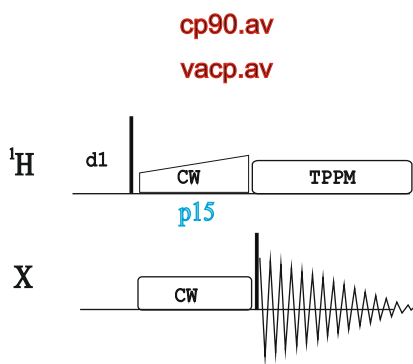 cp90.av
vacp.av
¹H
d1
CW
TPPM
p15
X
CW